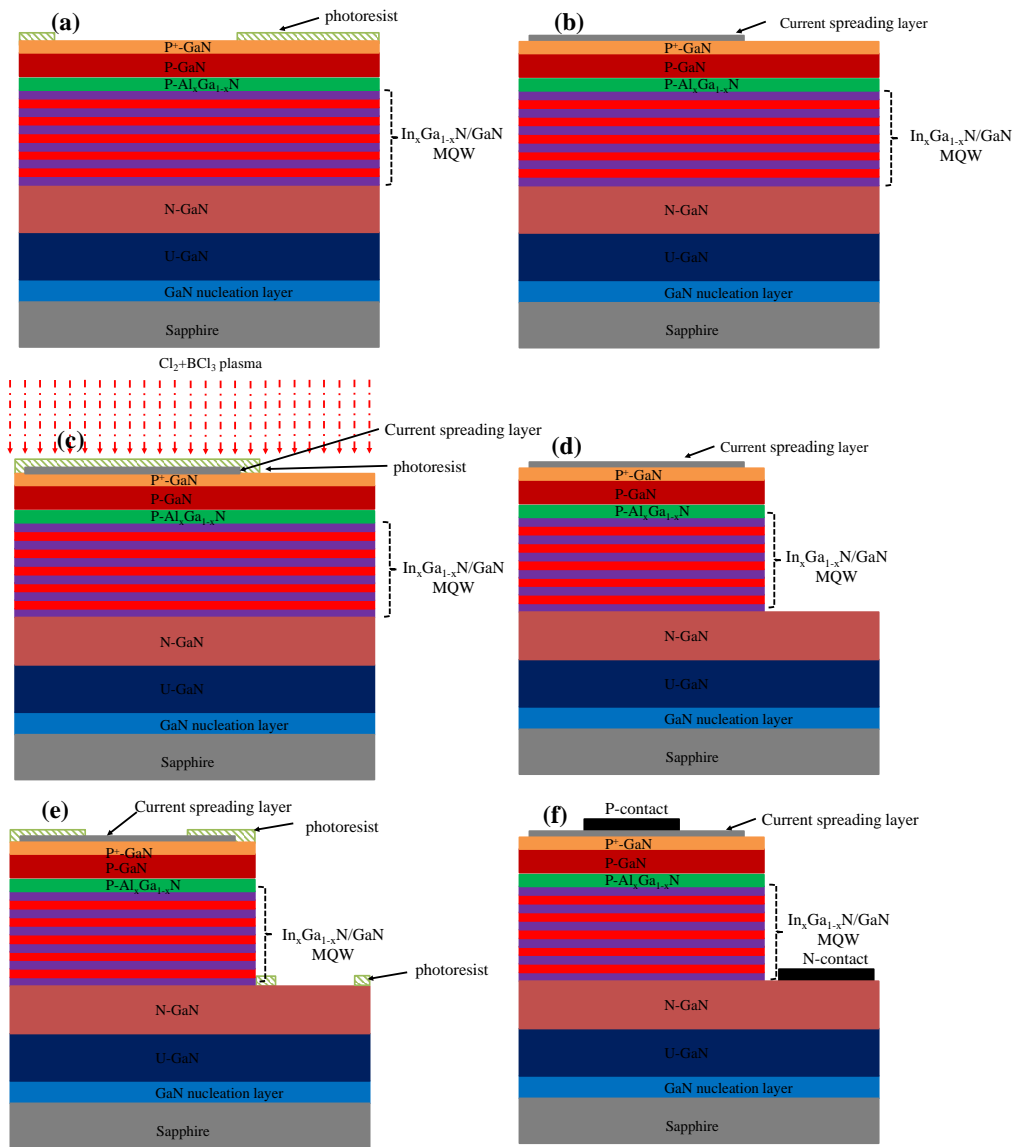 (a)
photoresist
P⁺-GaN
P-GaN
P-AlₓGa₁₋ₓN
InₓGa₁₋ₓN/GaN
MQW
N-GaN
U-GaN
GaN nucleation layer
Sapphire
(b)
Current spreading layer
P⁺-GaN
P-GaN
P-AlₓGa₁₋ₓN
InₓGa₁₋ₓN/GaN
MQW
N-GaN
U-GaN
GaN nucleation layer
Sapphire
Cl₂+BCl₃ plasma
(c)
Current spreading layer
photoresist
P⁺-GaN
P-GaN
P-AlₓGa₁₋ₓN
InₓGa₁₋ₓN/GaN
MQW
N-GaN
U-GaN
GaN nucleation layer
Sapphire
(d)
Current spreading layer
P⁺-GaN
P-GaN
P-AlₓGa₁₋ₓN
InₓGa₁₋ₓN/GaN
MQW
N-GaN
U-GaN
GaN nucleation layer
Sapphire
(e)
Current spreading layer
photoresist
P⁺-GaN
P-GaN
P-AlₓGa₁₋ₓN
InₓGa₁₋ₓN/GaN
MQW
photoresist
N-GaN
U-GaN
GaN nucleation layer
Sapphire
(f)
P-contact
Current spreading layer
P⁺-GaN
P-GaN
P-AlₓGa₁₋ₓN
InₓGa₁₋ₓN/GaN
MQW
N-contact
N-GaN
U-GaN
GaN nucleation layer
Sapphire